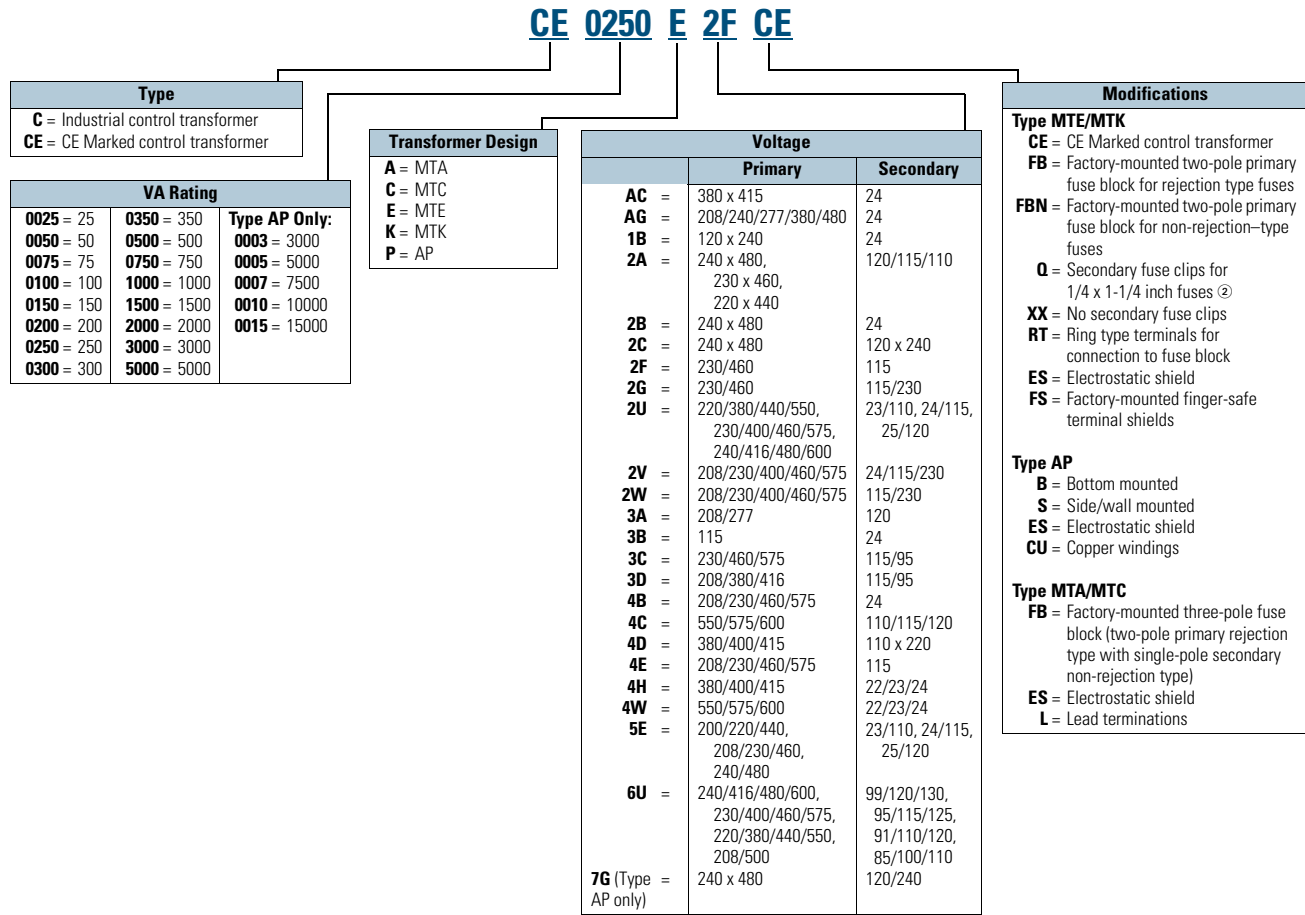 CE 0250 E 2F CE
Type
C = Industrial control transformer
CE = CE Marked control transformer
VA Rating
0025 = 25
0050 = 50
0075 = 75
0100 = 100
0150 = 150
0200 = 200
0250 = 250
0300 = 300
0350 = 350
0500 = 500
0750 = 750
1000 = 1000
1500 = 1500
2000 = 2000
3000 = 3000
5000 = 5000
Type AP Only:
0003 = 3000
0005 = 5000
0007 = 7500
0010 = 10000
0015 = 15000
Transformer Design
A = MTA
C = MTC
E = MTE
K = MTK
P = AP
Voltage
Primary Secondary
AC = 380 x 415 24
AG = 208/240/277/380/480 24
1B = 120 x 240 24
2A = 240 x 480, 120/115/110
230 x 460,
220 x 440
2B = 240 x 480 24
2C = 240 x 480 120 x 240
2F = 230/460 115
2G = 230/460 115/230
2U = 220/380/440/550, 23/110, 24/115,
230/400/460/575, 25/120
240/416/480/600
2V = 208/230/400/460/575 24/115/230
2W = 208/230/400/460/575 115/230
3A = 208/277 120
3B = 115 24
3C = 230/460/575 115/95
3D = 208/380/416 115/95
4B = 208/230/460/575 24
4C = 550/575/600 110/115/120
4D = 380/400/415 110 x 220
4E = 208/230/460/575 115
4H = 380/400/415 22/23/24
4W = 550/575/600 22/23/24
5E = 200/220/440, 23/110, 24/115,
208/230/460, 25/120
240/480
6U = 240/416/480/600, 99/120/130,
230/400/460/575, 95/115/125,
220/380/440/550, 91/110/120,
208/500 85/100/110
7G (Type = 240 x 480 120/240
AP only)
Modifications
Type MTE/MTK
CE = CE Marked control transformer
FB = Factory-mounted two-pole primary
fuse block for rejection type fuses
FBN = Factory-mounted two-pole primary
fuse block for non-rejection–type
fuses
Q = Secondary fuse clips for
1/4 x 1-1/4 inch fuses ②
XX = No secondary fuse clips
RT = Ring type terminals for
connection to fuse block
ES = Electrostatic shield
FS = Factory-mounted finger-safe
terminal shields
Type AP
B = Bottom mounted
S = Side/wall mounted
ES = Electrostatic shield
CU = Copper windings
Type MTA/MTC
FB = Factory-mounted three-pole fuse
block (two-pole primary rejection
type with single-pole secondary
non-rejection type)
ES = Electrostatic shield
L = Lead terminations